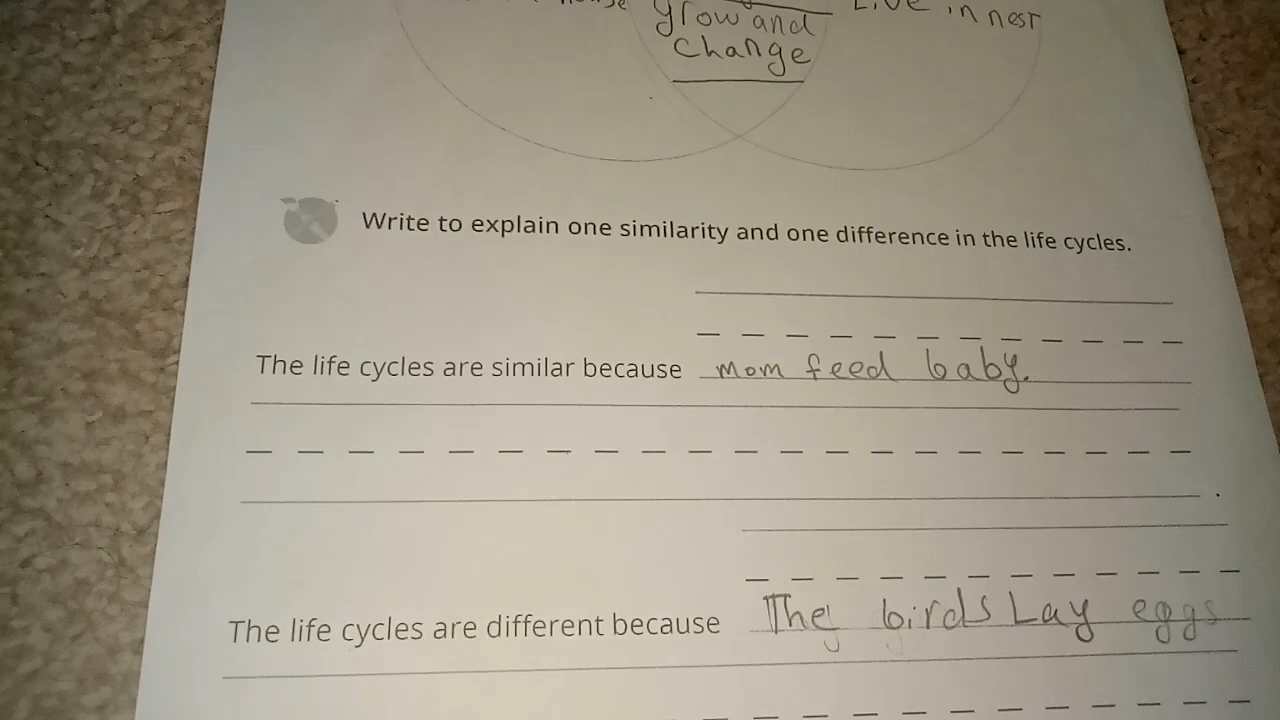 grow and Live in nest
change
Write to explain one similarity and one difference in the life cycles.
The life cycles are similar because mom feed baby.
.
The life cycles are different because The birds Lay eggs